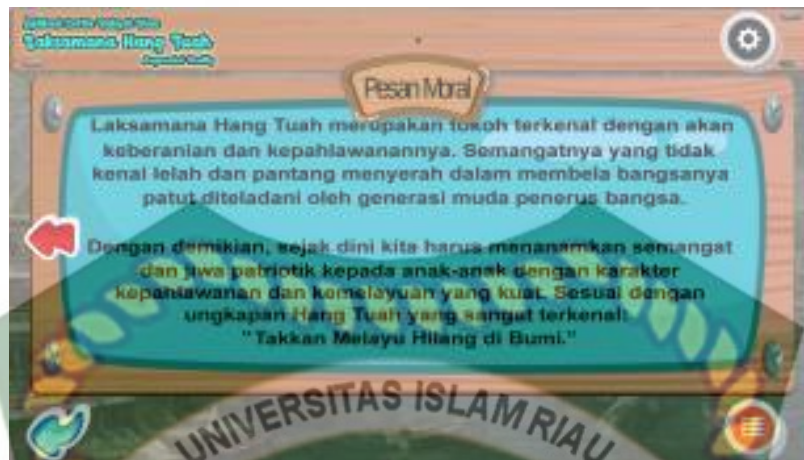 Laksamana Hang Tuah
Pesan Moral
Laksamana Hang Tuah merupakan tokoh terkenal dengan akan
keberanian dan kepahlawanannya. Semangatnya yang tidak
kenal lelah dan pantang menyerah dalam membela bangsanya
patut diteladani oleh generasi muda penerus bangsa.
Dengan demikian, sejak dini kita harus menanamkan semangat
dan jiwa patriotik kepada anak-anak dengan karakter
kepahlawanan dan kemelayuan yang kuat. Sesuai dengan
ungkapan Hang Tuah yang sangat terkenal:
"Takkan Melayu Hilang di Bumi."
UNIVERSITAS ISLAM RIAU